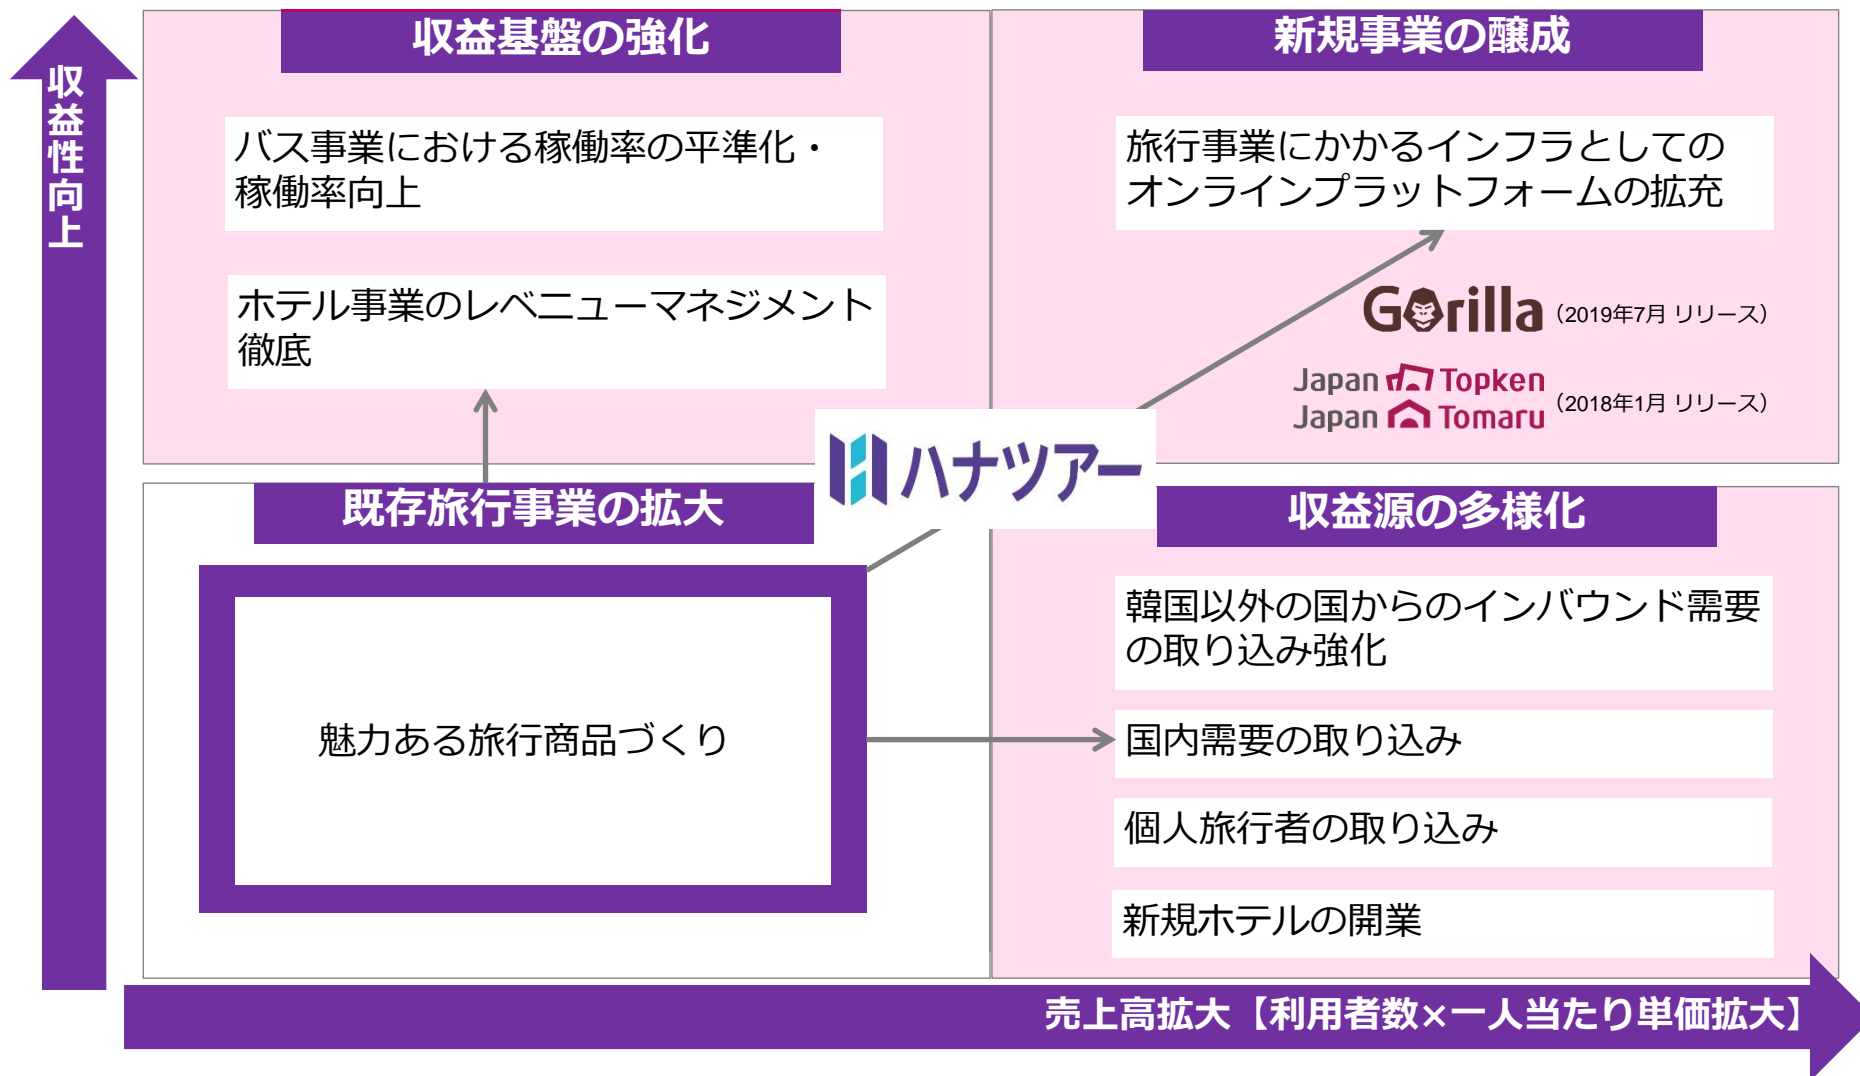 収益性向上
収益基盤の強化
バス事業における稼働率の平準化・
稼働率向上
ホテル事業のレベニューマネジメント
徹底
新規事業の醸成
旅行事業にかかるインフラとしての
オンラインプラットフォームの拡充
Gorilla（2019年7月 リリース）
Japan Topken
Japan Tomaru
（2018年1月 リリース）
ハナツアー
既存旅行事業の拡大
魅力ある旅行商品づくり
収益源の多様化
韓国以外の国からのインバウンド需要
の取り込み強化
国内需要の取り込み
個人旅行者の取り込み
新規ホテルの開業
売上高拡大【利用者数×一人当たり単価拡大】